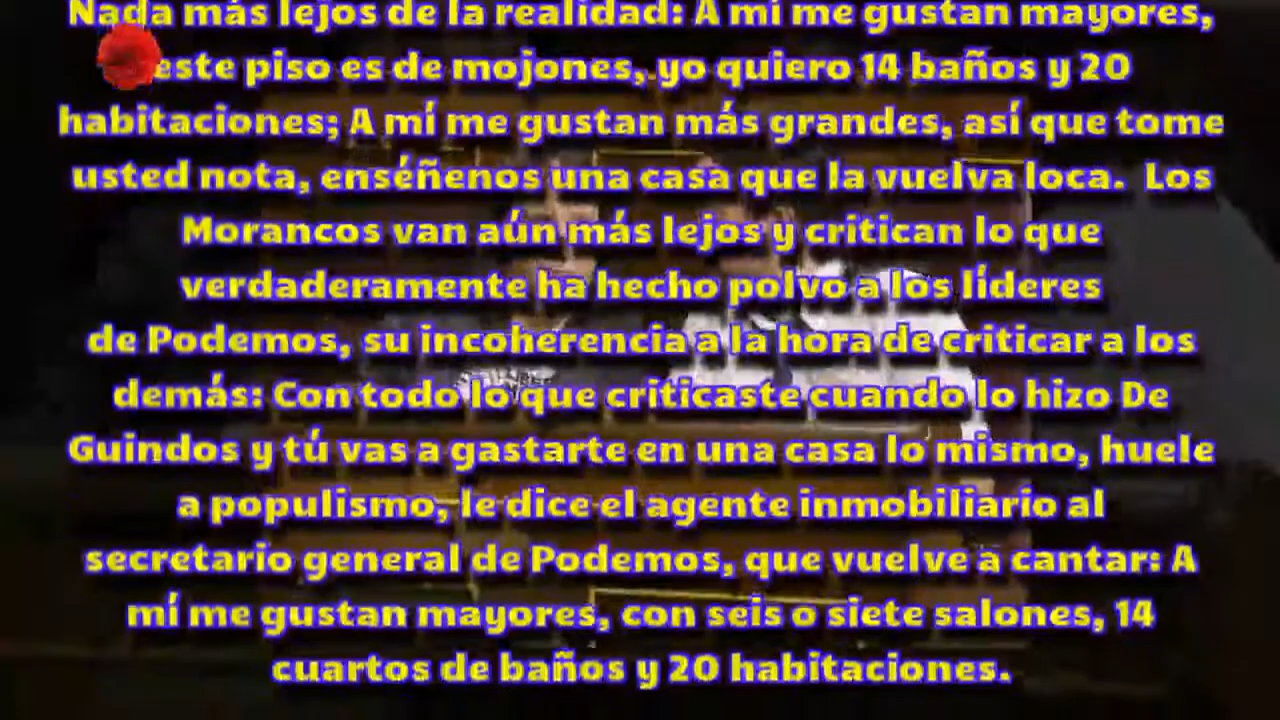 Nada más lejos de la realidad: A mí me gustan mayores,
este piso es de mojones, yo quiero 14 baños y 20
habitaciones; A mí me gustan más grandes, así que tome
usted nota, enséñenos una casa que la vuelva loca. Los
Morancos van aún más lejos y critican lo que
verdaderamente ha hecho polvo a los líderes
de Podemos, su incoherencia a la hora de criticar a los
demás: Con todo lo que criticaste cuando lo hizo De
Guindos y tú vas a gastarte en una casa lo mismo, huele
a populismo, le dice el agente inmobiliario al
secretario general de Podemos, que vuelve a cantar: A
mí me gustan mayores, con seis o siete salones, 14
cuartos de baños y 20 habitaciones.